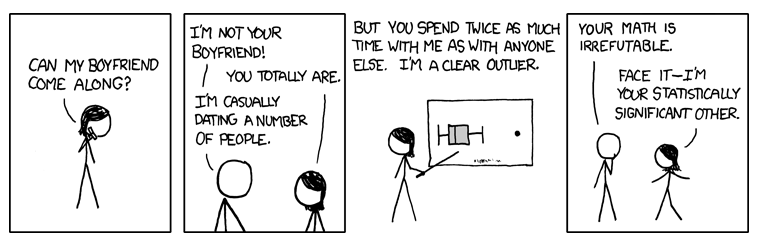 CAN MY BOYFRIEND
COME ALONG?
I'M NOT YOUR
BOYFRIEND!
YOU TOTALLY ARE.
I'M CASUALLY
DATING A NUMBER
OF PEOPLE.
BUT YOU SPEND TWICE AS MUCH
TIME WITH ME AS WITH ANYONE
ELSE. I'M A CLEAR OUTLIER.
YOUR MATH IS
IRREFUTABLE.
FACE IT—I'M
YOUR STATISTICALLY
SIGNIFICANT OTHER.